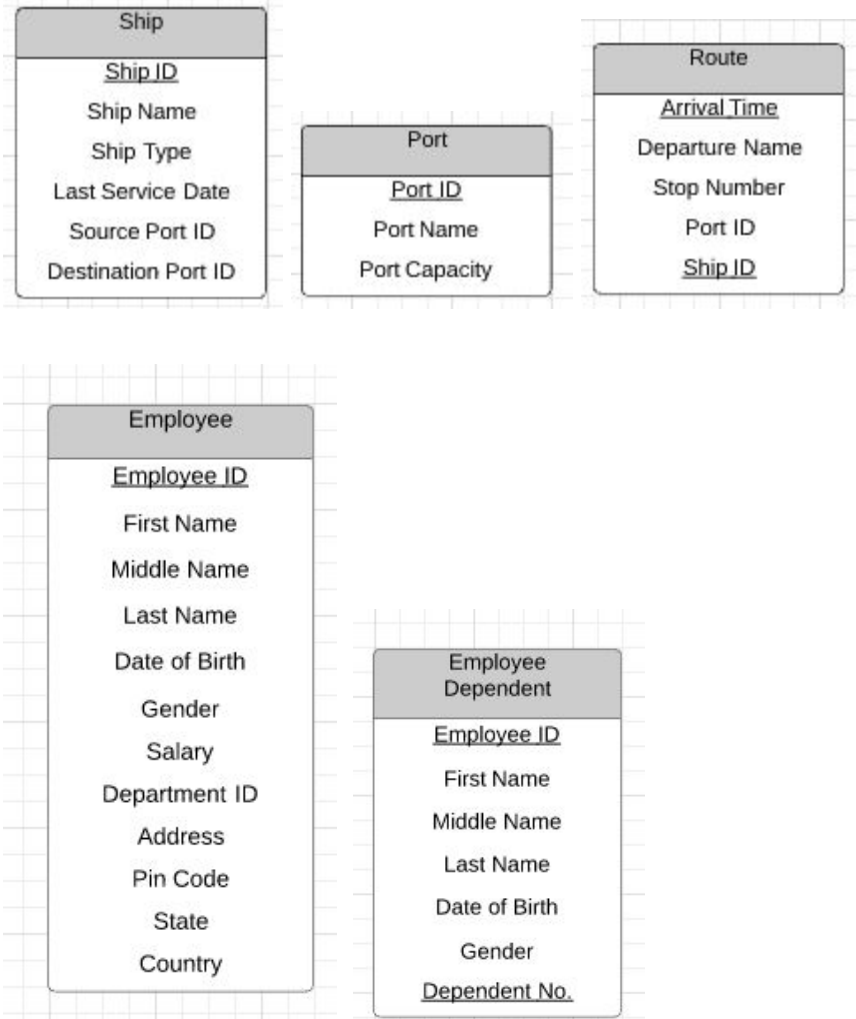 Ship
Ship ID
Ship Name
Ship Type
Last Service Date
Source Port ID
Destination Port ID
Port
Port ID
Port Name
Port Capacity
Route
Arrival Time
Departure Name
Stop Number
Port ID
Ship ID
Employee
Employee ID
First Name
Middle Name
Last Name
Date of Birth
Gender
Salary
Department ID
Address
Pin Code
State
Country
Employee
Dependent
Employee ID
First Name
Middle Name
Last Name
Date of Birth
Gender
Dependent No.